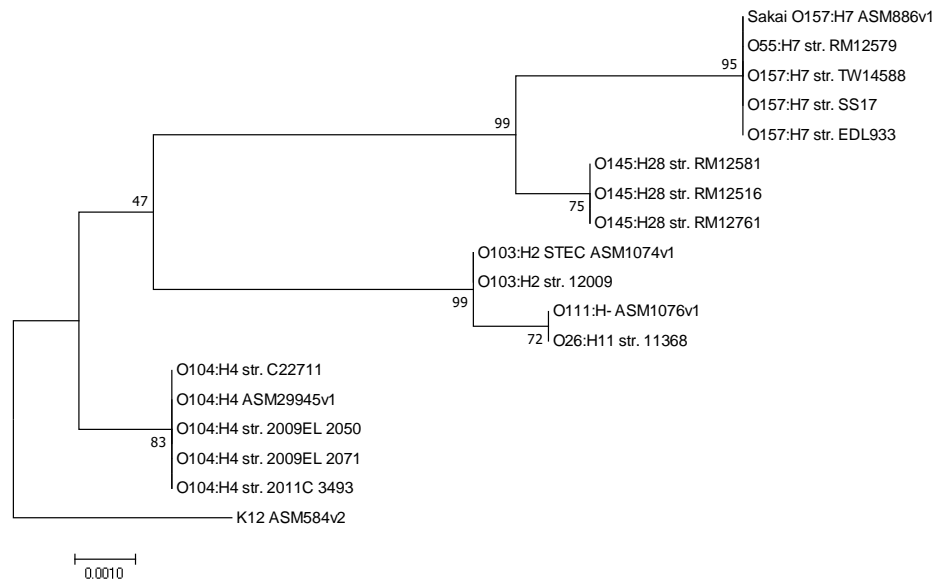 Sakai O157:H7 ASM886v1
O55:H7 str. RM12579
95
O157:H7 str. TW14588
O157:H7 str. SS17
99
O157:H7 str. EDL933
O145:H28 str. RM12581
O145:H28 str. RM12516
75
47
O145:H28 str. RM12761
O103:H2 STEC ASM1074v1
O103:H2 str. 12009
99
O111:H- ASM1076v1
72
O26:H11 str. 11368
O104:H4 str. C22711
O104:H4 ASM29945v1
O104:H4 str. 2009EL 2050
83
O104:H4 str. 2009EL 2071
O104:H4 str. 2011C 3493
K12 ASM584v2
0.0010